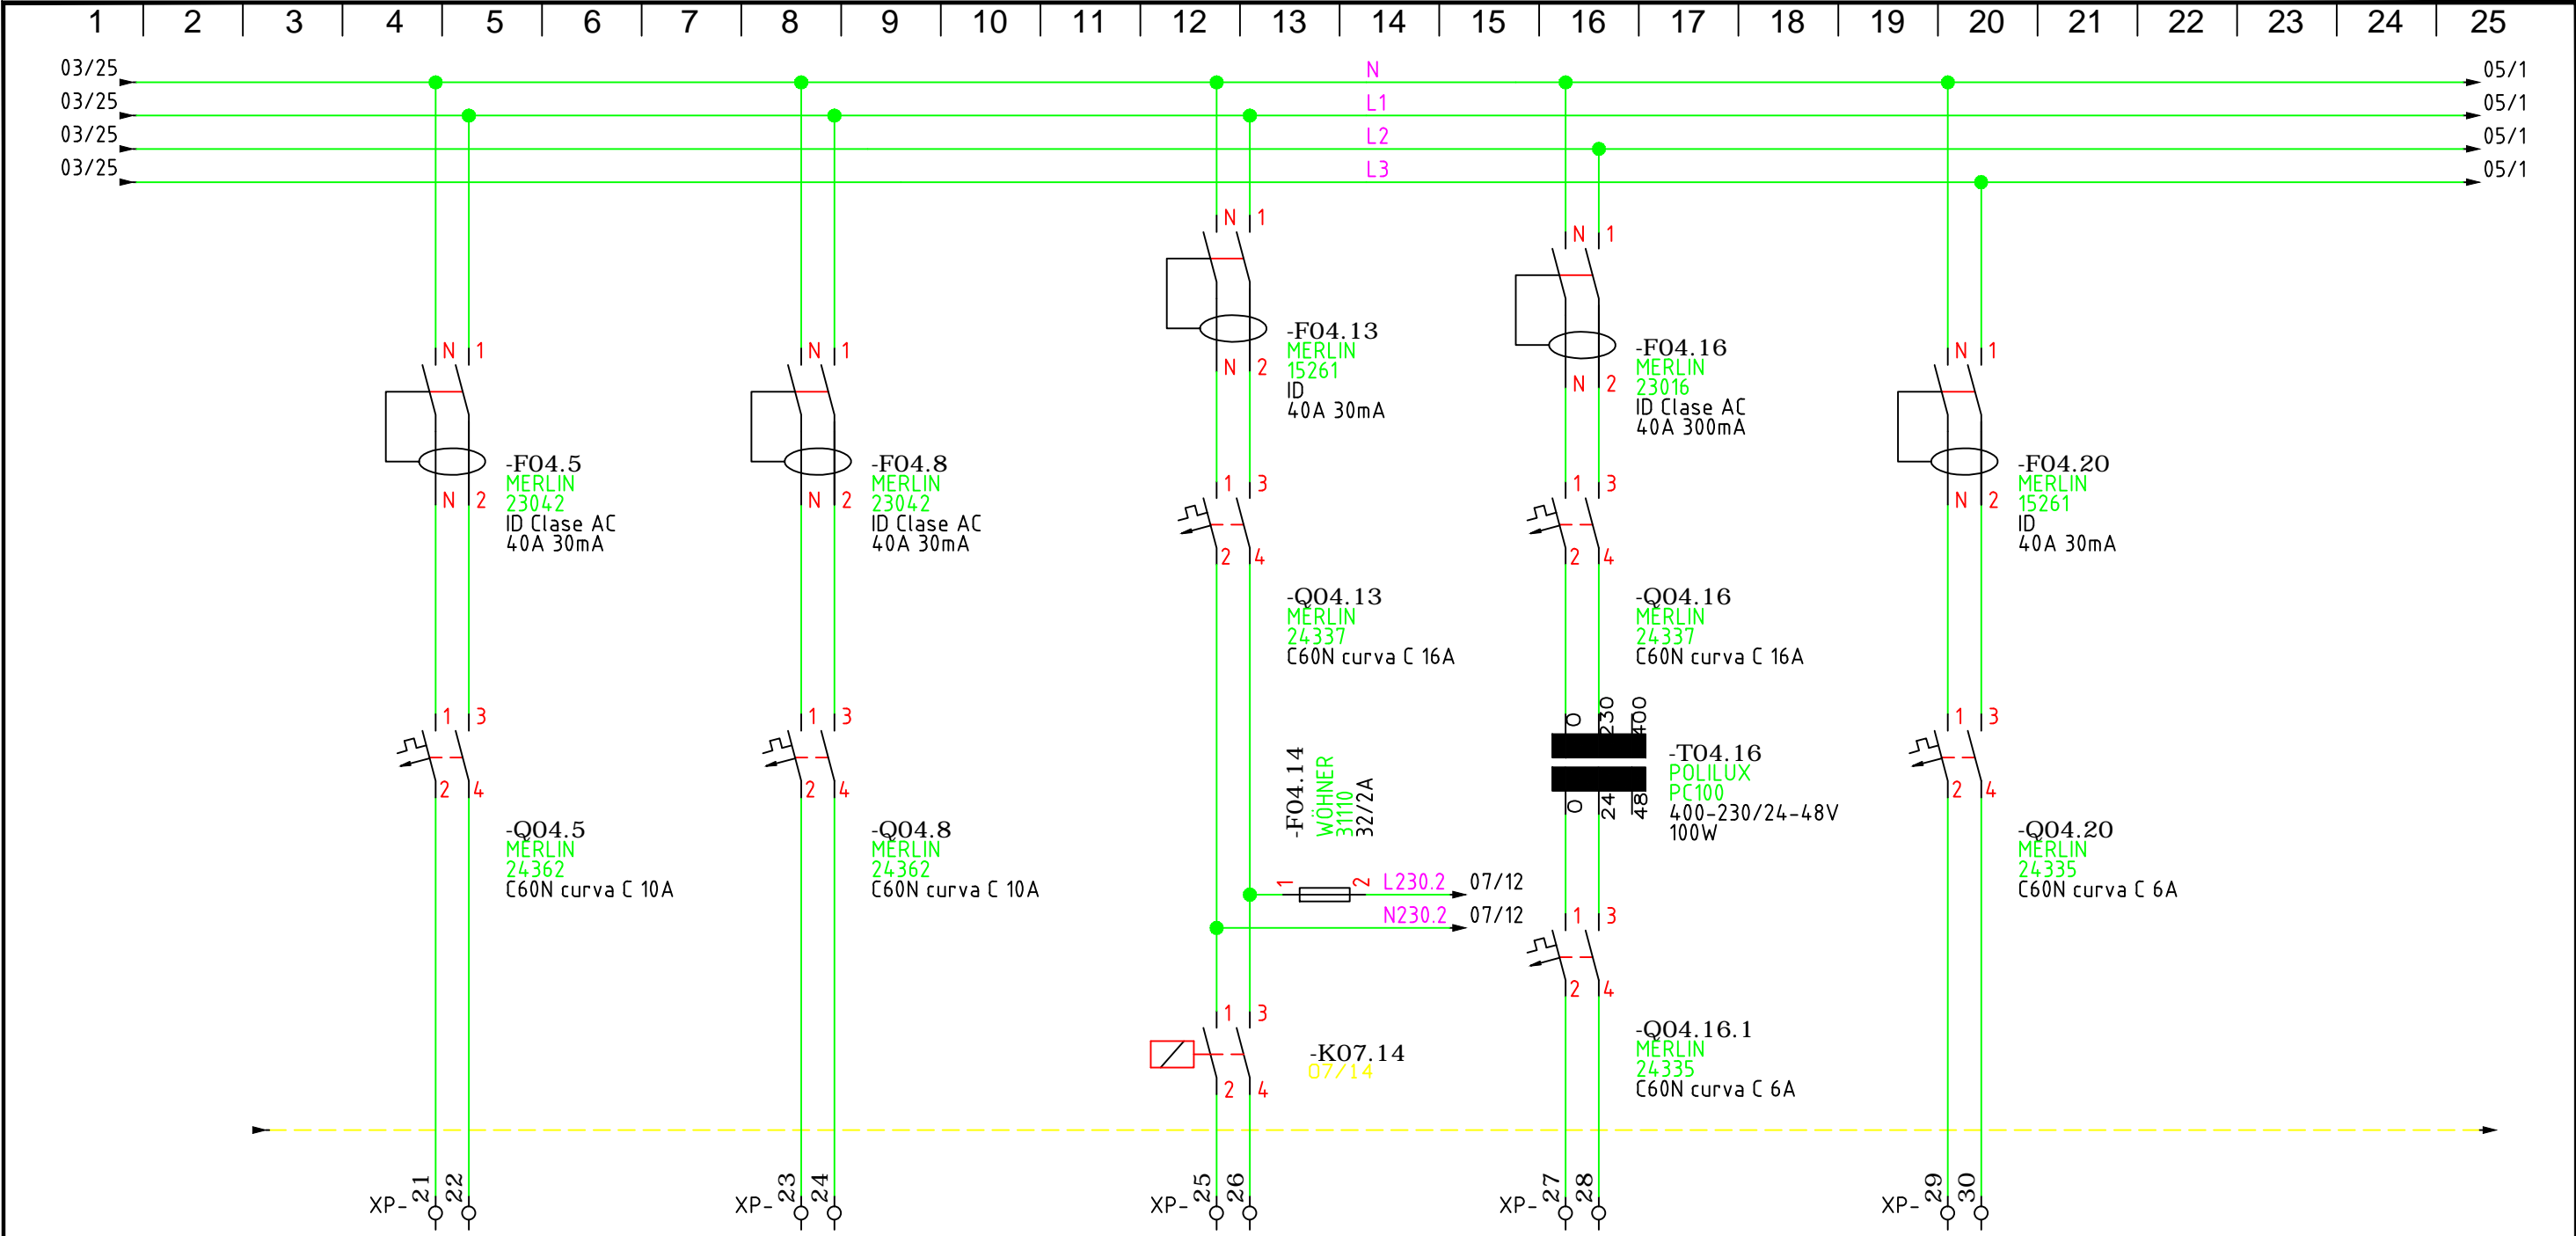 1 2 3 4 5 6 7 8 9 10 11 12 13 14 15 16 17 18 19 20 21 22 23 24 25
03/25 N 05/1
03/25 L1 05/1
03/25 L2 05/1
03/25 L3 05/1
N 1
N 2
-F04.5
MERLIN
23042
ID Clase AC
40A 30mA
1 3
2 4
-Q04.5
MERLIN
24362
C60N curva C 10A
XP- 21 22
N 1
N 2
-F04.8
MERLIN
23042
ID Clase AC
40A 30mA
1 3
2 4
-Q04.8
MERLIN
24362
C60N curva C 10A
XP- 23 24
N 1
N 2
-F04.13
MERLIN
15261
ID
40A 30mA
1 3
2 4
-Q04.13
MERLIN
24337
C60N curva C 16A
-F04.14
WÖHNER
31110
32/2A
1 2 L230.2 07/12
N230.2 07/12
1 3
2 4
-K07.14
07/14
XP- 25 26
N 1
N 2
-F04.16
MERLIN
23016
ID Clase AC
40A 300mA
1 3
2 4
-Q04.16
MERLIN
24337
C60N curva C 16A
0 230 400
0 24 48
-T04.16
POLILUX
PC100
400-230/24-48V
100W
1 3
2 4
-Q04.16.1
MERLIN
24335
C60N curva C 6A
XP- 27 28
N 1
N 2
-F04.20
MERLIN
15261
ID
40A 30mA
1 3
2 4
-Q04.20
MERLIN
24335
C60N curva C 6A
XP- 29 30